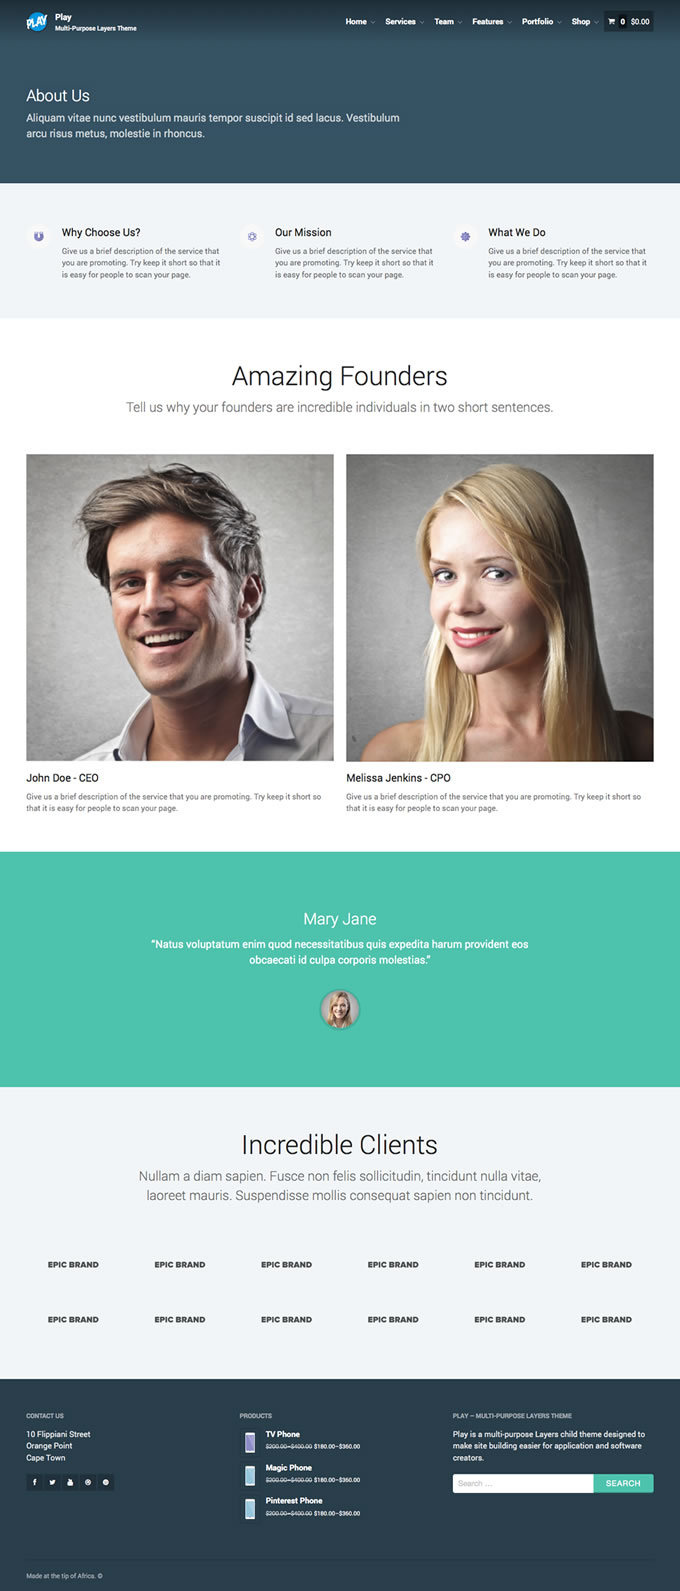 PLAY
Play
Multi-Purpose Layers Theme
Home Services Team Features Portfolio Shop 0 $0.00
About Us
Aliquam vitae nunc vestibulum mauris tempor suscipit id sed lacus. Vestibulum
arcu risus metus, molestie in rhoncus.
Why Choose Us?
Give us a brief description of the service that
you are promoting. Try keep it short so that it
is easy for people to scan your page.
Our Mission
Give us a brief description of the service that
you are promoting. Try keep it short so that it
is easy for people to scan your page.
What We Do
Give us a brief description of the service that
you are promoting. Try keep it short so that it
is easy for people to scan your page.
Amazing Founders
Tell us why your founders are incredible individuals in two short sentences.
John Doe - CEO
Give us a brief description of the service that you are promoting. Try keep it short so
that it is easy for people to scan your page.
Melissa Jenkins - CPO
Give us a brief description of the service that you are promoting. Try keep it short so
that it is easy for people to scan your page.
Mary Jane
“Natus voluptatum enim quod necessitatibus quis expedita harum provident eos
obcaecati id culpa corporis molestias.”
Incredible Clients
Nullam a diam sapien. Fusce non felis sollicitudin, tincidunt nulla vitae,
laoreet mauris. Suspendisse mollis consequat sapien non tincidunt.
EPIC BRAND EPIC BRAND EPIC BRAND EPIC BRAND EPIC BRAND EPIC BRAND
EPIC BRAND EPIC BRAND EPIC BRAND EPIC BRAND EPIC BRAND EPIC BRAND
CONTACT US
10 Flippiani Street
Orange Point
Cape Town
PRODUCTS
TV Phone
$200.00–$400.00 $180.00–$360.00
Magic Phone
$200.00–$400.00 $180.00–$360.00
Pinterest Phone
$200.00–$400.00 $180.00–$360.00
PLAY – MULTI-PURPOSE LAYERS THEME
Play is a multi-purpose Layers child theme designed to
make site building easier for application and software
creators.
Search …
SEARCH
Made at the tip of Africa. ©